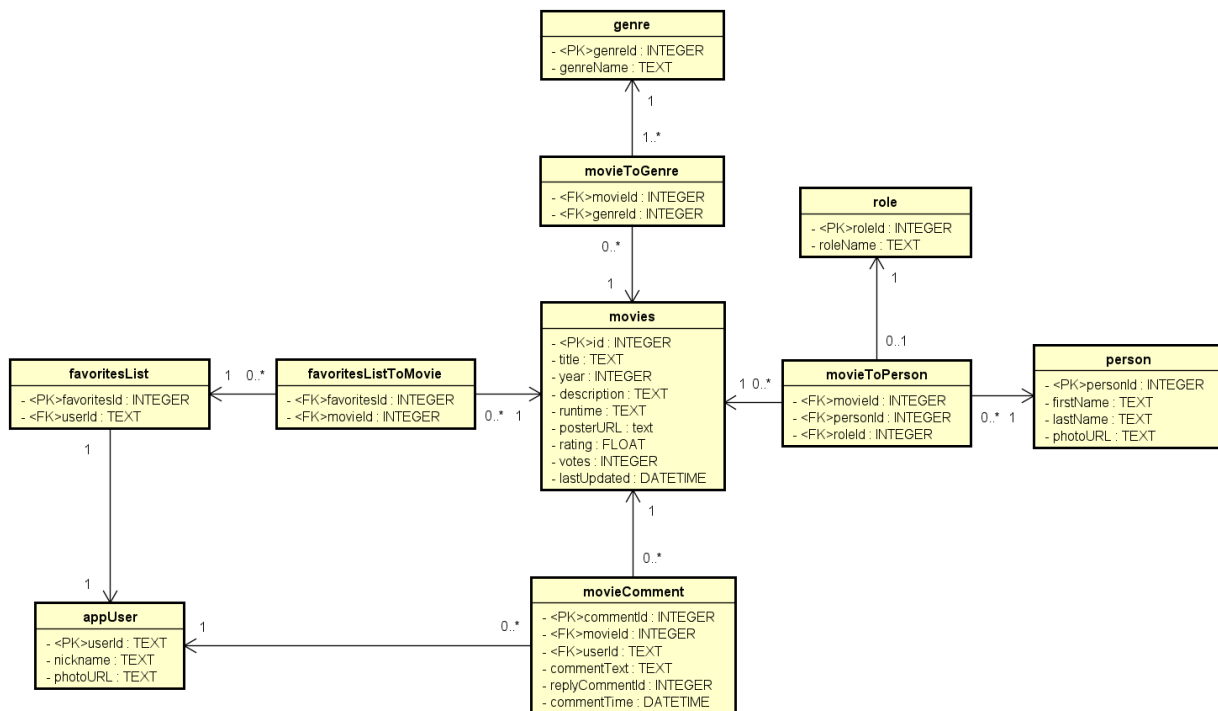 genre
- <PK>genreId : INTEGER
- genreName : TEXT
1
1..*
movieToGenre
- <FK>movieId : INTEGER
- <FK>genreId : INTEGER
0..*
1
role
- <PK>roleId : INTEGER
- roleName : TEXT
1
0..1
movies
- <PK>id : INTEGER
- title : TEXT
- year : INTEGER
- description : TEXT
- runtime : TEXT
- posterURL : text
- rating : FLOAT
- votes : INTEGER
- lastUpdated : DATETIME
favoritesList
- <PK>favoritesId : INTEGER
- <FK>userId : TEXT
1 0..*
favoritesListToMovie
- <FK>favoritesId : INTEGER
- <FK>movieId : INTEGER
0..* 1
1 0..*
movieToPerson
- <FK>movieId : INTEGER
- <FK>personId : INTEGER
- <FK>roleId : INTEGER
0..* 1
person
- <PK>personId : INTEGER
- firstName : TEXT
- lastName : TEXT
- photoURL : TEXT
1
1
1
0..*
appUser
- <PK>userId : TEXT
- nickname : TEXT
- photoURL : TEXT
1
0..*
movieComment
- <PK>commentId : INTEGER
- <FK>movieId : INTEGER
- <FK>userId : TEXT
- commentText : TEXT
- replyCommentId : INTEGER
- commentTime : DATETIME